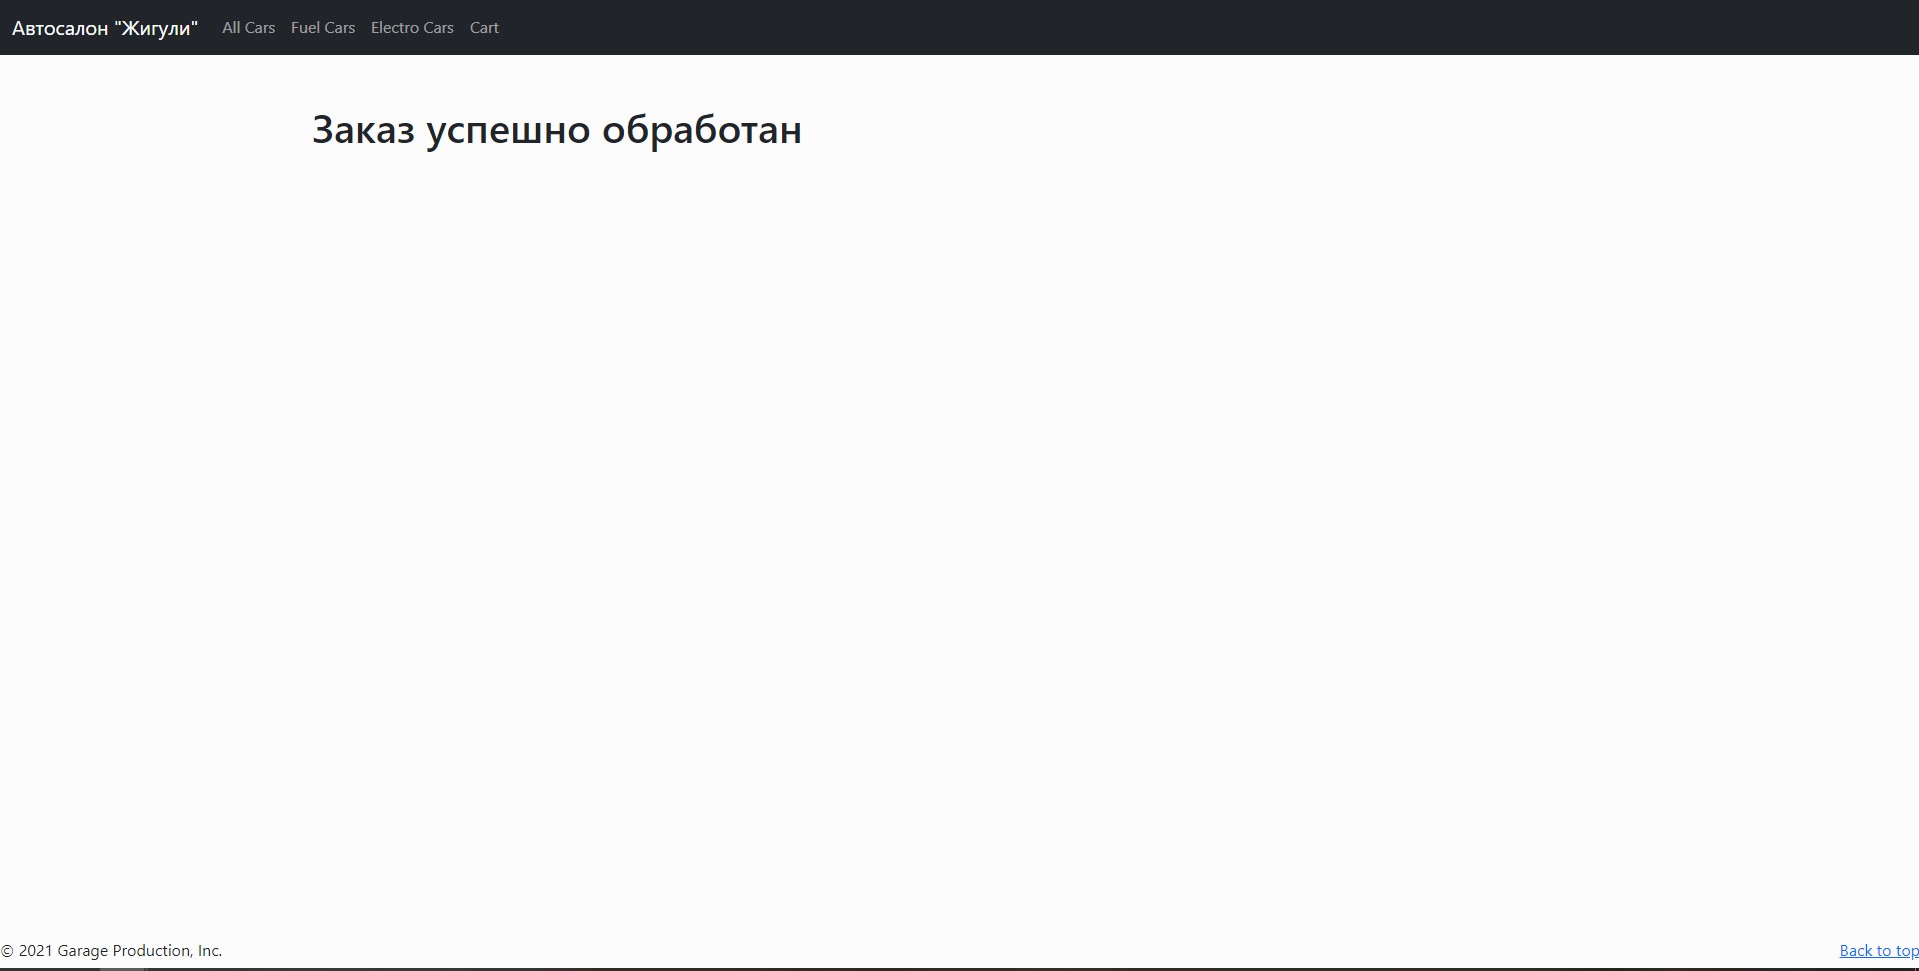 Автосалон "Жигули" All Cars Fuel Cars Electro Cars Cart
Заказ успешно обработан
© 2021 Garage Production, Inc. Back to top